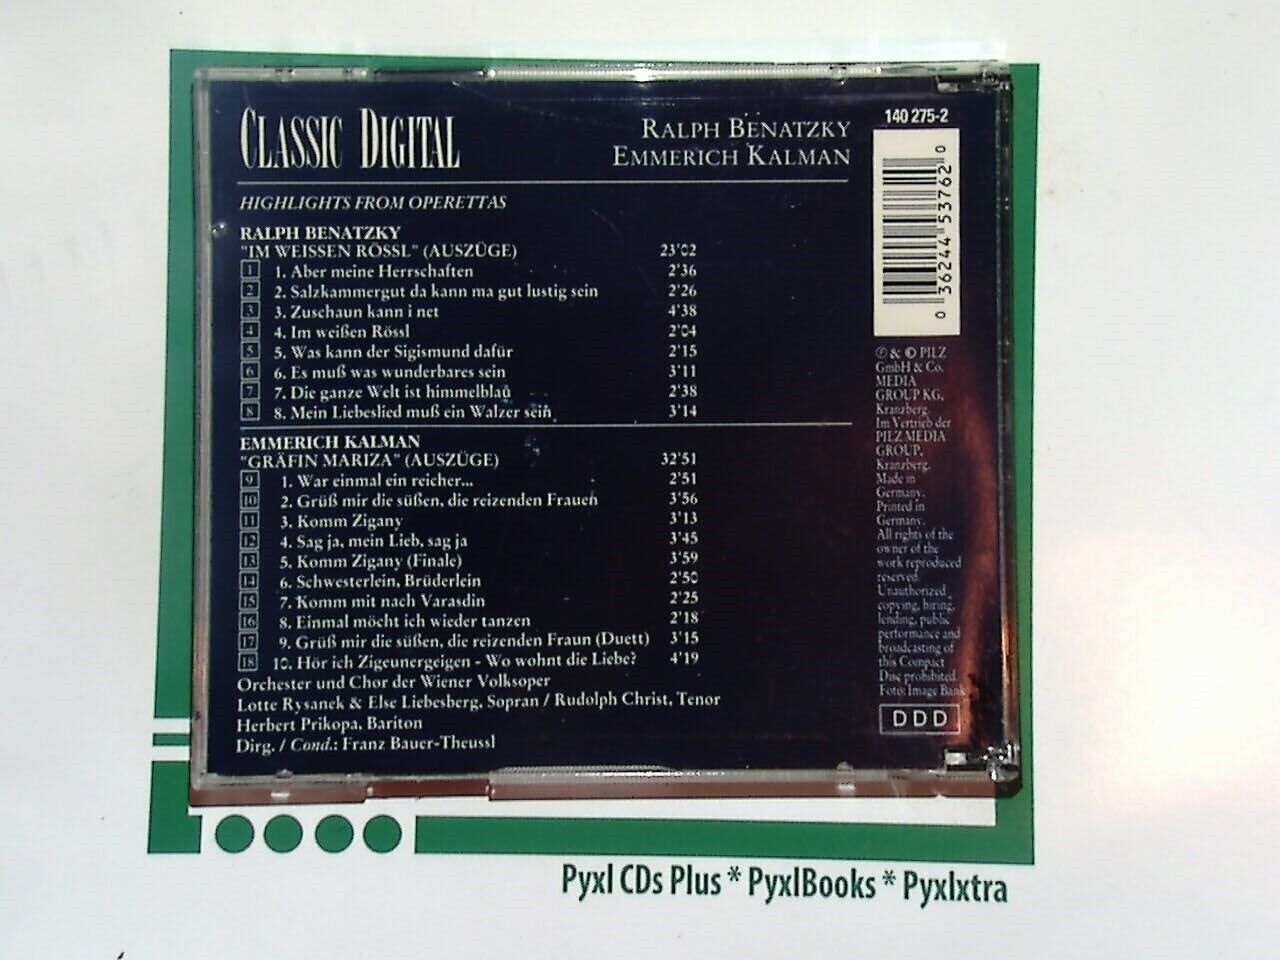 CLASSIC DIGITAL
RALPH BENATZKY
EMMERICH KALMAN
HIGHLIGHTS FROM OPERETTAS
RALPH BENATZKY
"IM WEISSEN RÖSSL" (AUSZÜGE) 23'02
1 1. Aber meine Herrschaften 2'36
2 2. Salzkammergut da kann ma gut lustig sein 2'26
3 3. Zuschaun kann i net 4'38
4 4. Im weißen Rössl 2'04
5 5. Was kann der Sigismund dafür 2'15
6 6. Es muß was wunderbares sein 3'11
7 7. Die ganze Welt ist himmelblau 2'38
8 8. Mein Liebeslied muß ein Walzer sein 3'14
EMMERICH KALMAN
"GRÄFIN MARIZA" (AUSZÜGE) 32'51
9 1. War einmal ein reicher... 2'51
10 2. Grüß mir die süßen, die reizenden Frauen 3'56
11 3. Komm Zigany 3'13
12 4. Sag ja, mein Lieb, sag ja 3'45
13 5. Komm Zigany (Finale) 3'59
14 6. Schwesterlein, Brüderlein 2'50
15 7. Komm mit nach Varasdin 2'25
16 8. Einmal möcht ich wieder tanzen 2'18
17 9. Grüß mir die süßen, die reizenden Fraun (Duett) 3'15
18 10. Hör ich Zigeunergeigen - Wo wohnt die Liebe? 4'19
Orchester und Chor der Wiener Volksoper
Lotte Rysanek & Else Liebesberg, Sopran / Rudolph Christ, Tenor
Herbert Prikopa, Bariton
Dirg. / Cond.: Franz Bauer-Theussl
140 275-2
0 36244 53762 0
℗ & © PILZ
GmbH & Co.
MEDIA
GROUP KG,
Kranzberg.
Im Vertrieb der
PILZ MEDIA
GROUP,
Kranzberg.
Made in
Germany.
Printed in
Germany.
All rights of the
owner of the
work reproduced
reserved.
Unauthorized
copying, hiring,
lending, public
performance and
broadcasting of
this Compact
Disc prohibited.
Foto: Image Bank
DDD
Pyxl CDs Plus * PyxlBooks * Pyxlxtra